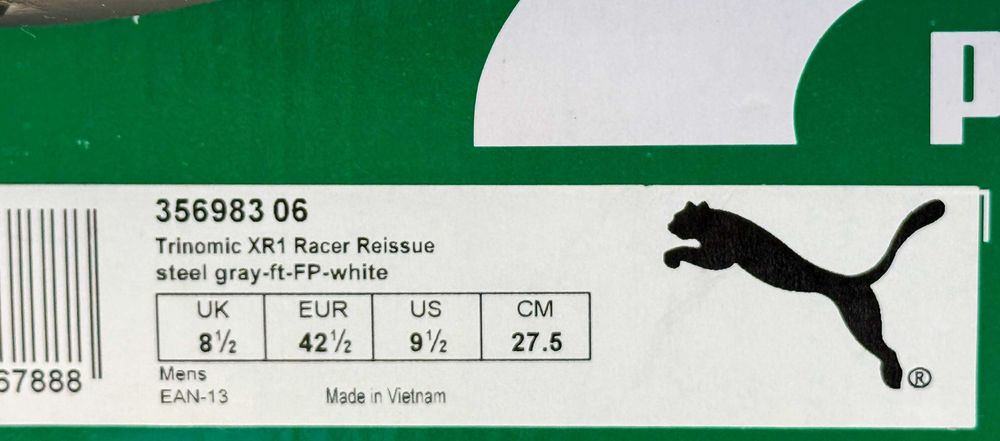 P
356983 06
Trinomic XR1 Racer Reissue
steel gray-ft-FP-white
UK EUR US CM
8½ 42½ 9½ 27.5
67888
Mens
EAN-13 Made in Vietnam
®